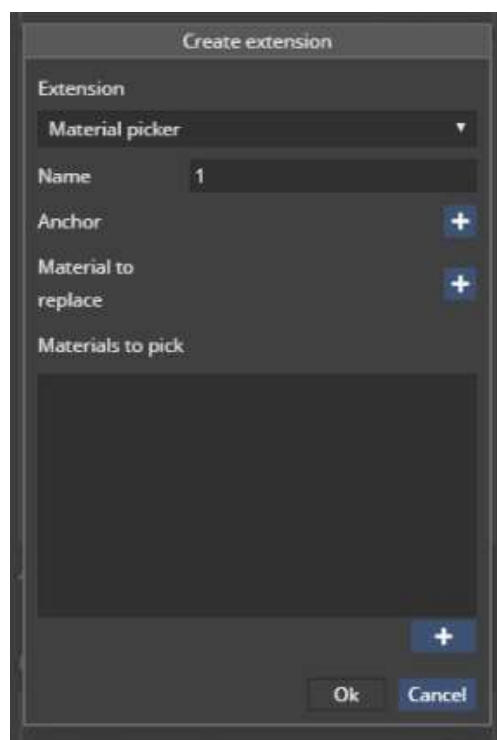 Create extension
Extension
Material picker
Name 1
Anchor
Material to
replace
Materials to pick
Ok Cancel